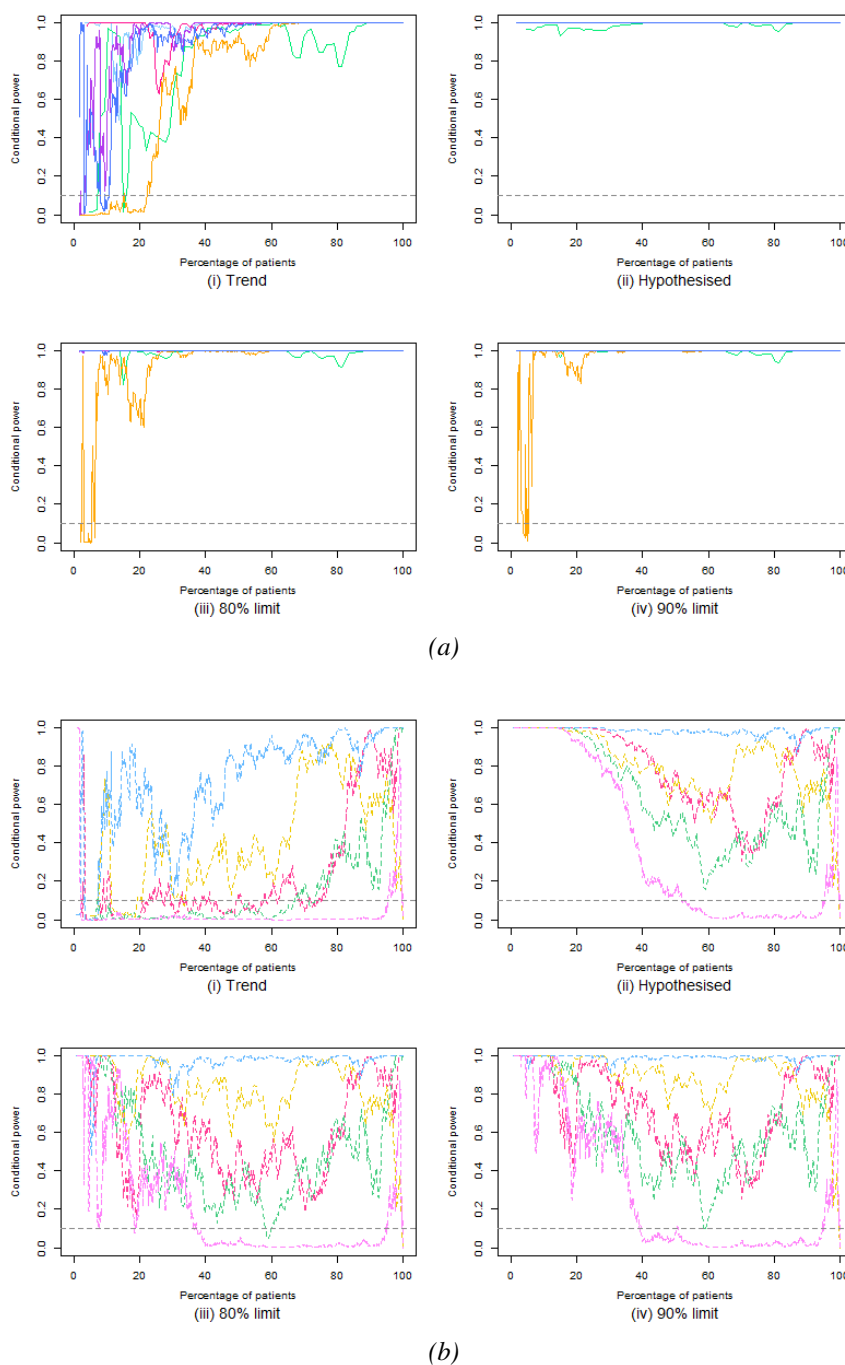 Conditional power
0.0 0.2 0.4 0.6 0.8 1.0
0 20 40 60 80 100
Percentage of patients
(i) Trend
Conditional power
0.0 0.2 0.4 0.6 0.8 1.0
0 20 40 60 80 100
Percentage of patients
(ii) Hypothesised
Conditional power
0.0 0.2 0.4 0.6 0.8 1.0
0 20 40 60 80 100
Percentage of patients
(iii) 80% limit
Conditional power
0.0 0.2 0.4 0.6 0.8 1.0
0 20 40 60 80 100
Percentage of patients
(iv) 90% limit
(a)
Conditional power
0.0 0.2 0.4 0.6 0.8 1.0
0 20 40 60 80 100
Percentage of patients
(i) Trend
Conditional power
0.0 0.2 0.4 0.6 0.8 1.0
0 20 40 60 80 100
Percentage of patients
(ii) Hypothesised
Conditional power
0.0 0.2 0.4 0.6 0.8 1.0
0 20 40 60 80 100
Percentage of patients
(iii) 80% limit
Conditional power
0.0 0.2 0.4 0.6 0.8 1.0
0 20 40 60 80 100
Percentage of patients
(iv) 90% limit
(b)